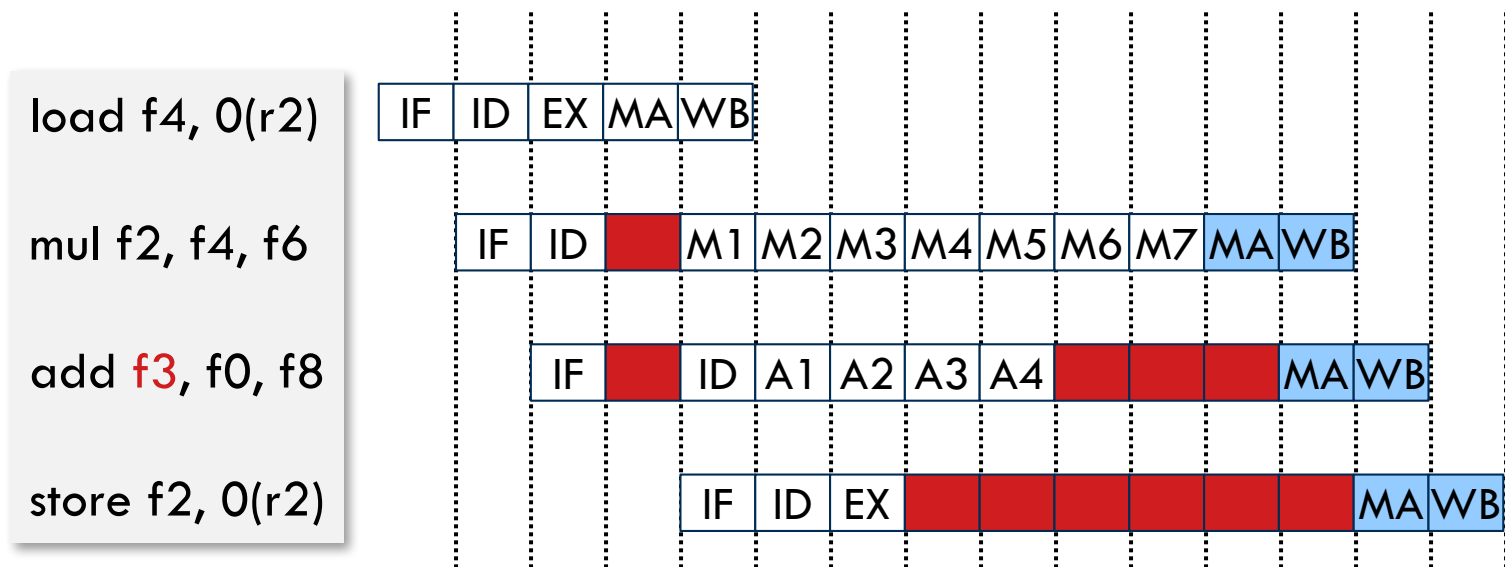 load f4, 0(r2) IF ID EX MA WB
mul f2, f4, f6 IF ID M1 M2 M3 M4 M5 M6 M7 MA WB
add f3, f0, f8 IF ID A1 A2 A3 A4 MA WB
store f2, 0(r2) IF ID EX MA WB